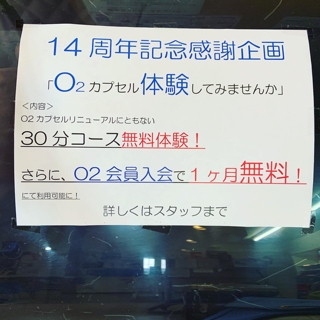 14周年記念感謝企画
「O2カプセル体験してみませんか」
＜内容＞
O2カプセルリニューアルにともない
30分コース無料体験！
さらに、O2会員入会で1ヶ月無料！
にて利用可能に！
詳しくはスタッフまで